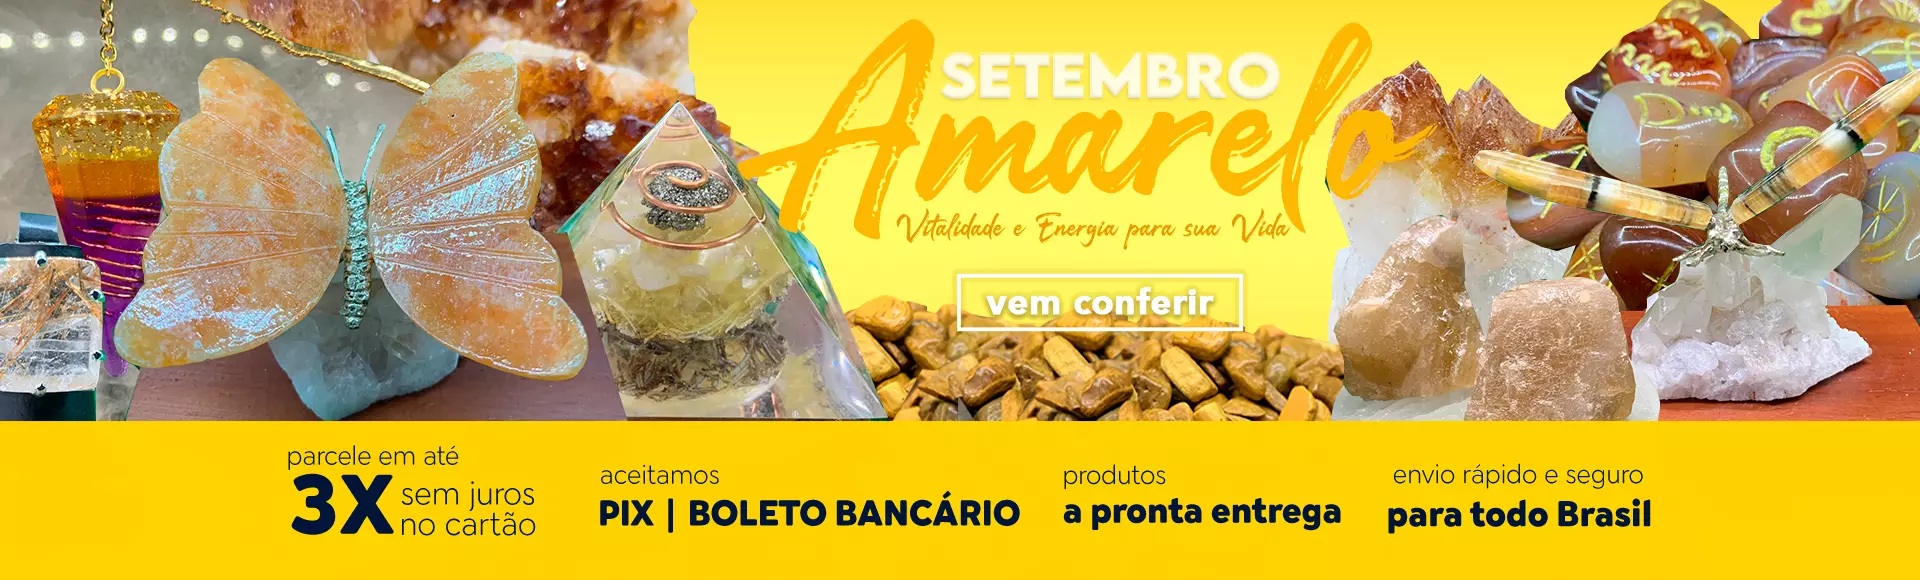 SETEMBRO
Amarelo
Vitalidade e Energia para sua Vida
vem conferir
parcele em até
3X sem juros
no cartão
aceitamos
PIX | BOLETO BANCÁRIO
produtos
a pronta entrega
envio rápido e seguro
para todo Brasil